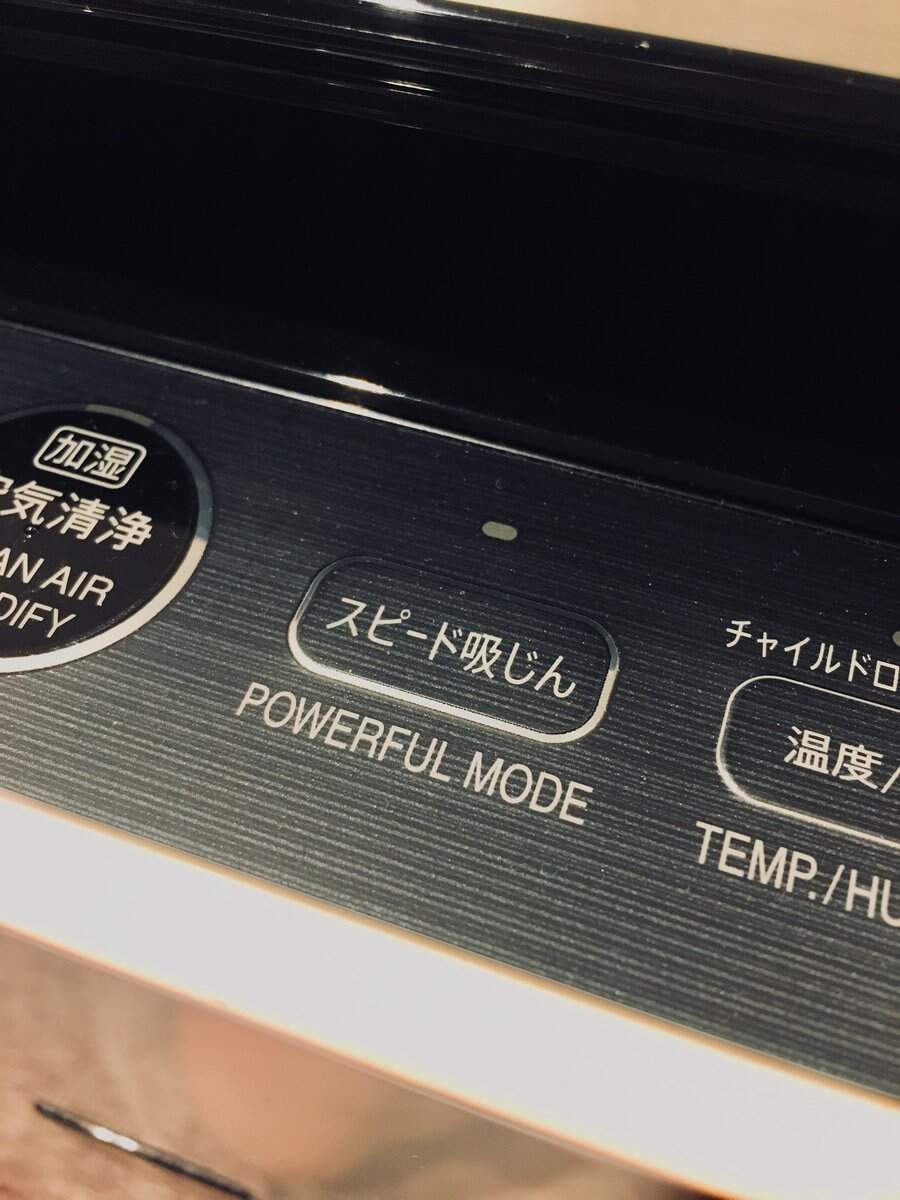 加湿
空気清浄
AN AIR
DIFY
スピード吸じん
POWERFUL MODE
チャイルドロ
温度/
TEMP./HU